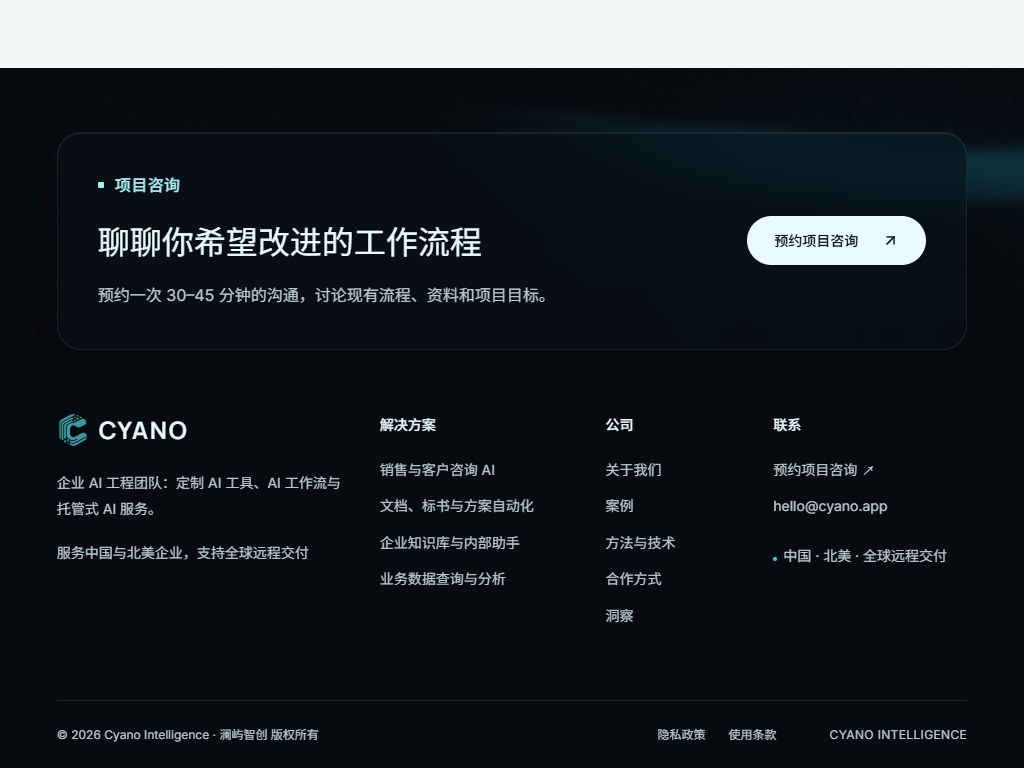 项目咨询
聊聊你希望改进的工作流程
预约一次 30–45 分钟的沟通，讨论现有流程、资料和项目目标。
预约项目咨询
CYANO
企业 AI 工程团队：定制 AI 工具、AI 工作流与
托管式 AI 服务。
服务中国与北美企业，支持全球远程交付
解决方案
销售与客户咨询 AI
文档、标书与方案自动化
企业知识库与内部助手
业务数据查询与分析
公司
关于我们
案例
方法与技术
合作方式
洞察
联系
预约项目咨询 ↗
hello@cyano.app
中国 · 北美 · 全球远程交付
© 2026 Cyano Intelligence · 澜屿智创 版权所有
隐私政策
使用条款
CYANO INTELLIGENCE